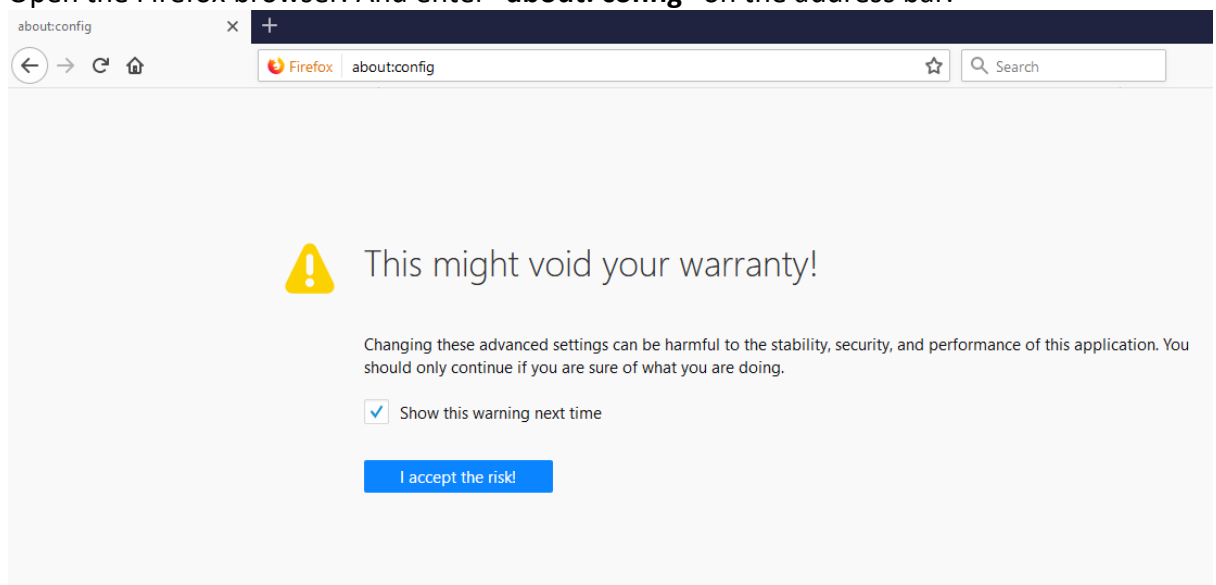 Open the Firefox browser. And enter "about: config" on the address bar.
about:config
Firefox about:config
Search
This might void your warranty!
Changing these advanced settings can be harmful to the stability, security, and performance of this application. You
should only continue if you are sure of what you are doing.
Show this warning next time
I accept the risk!